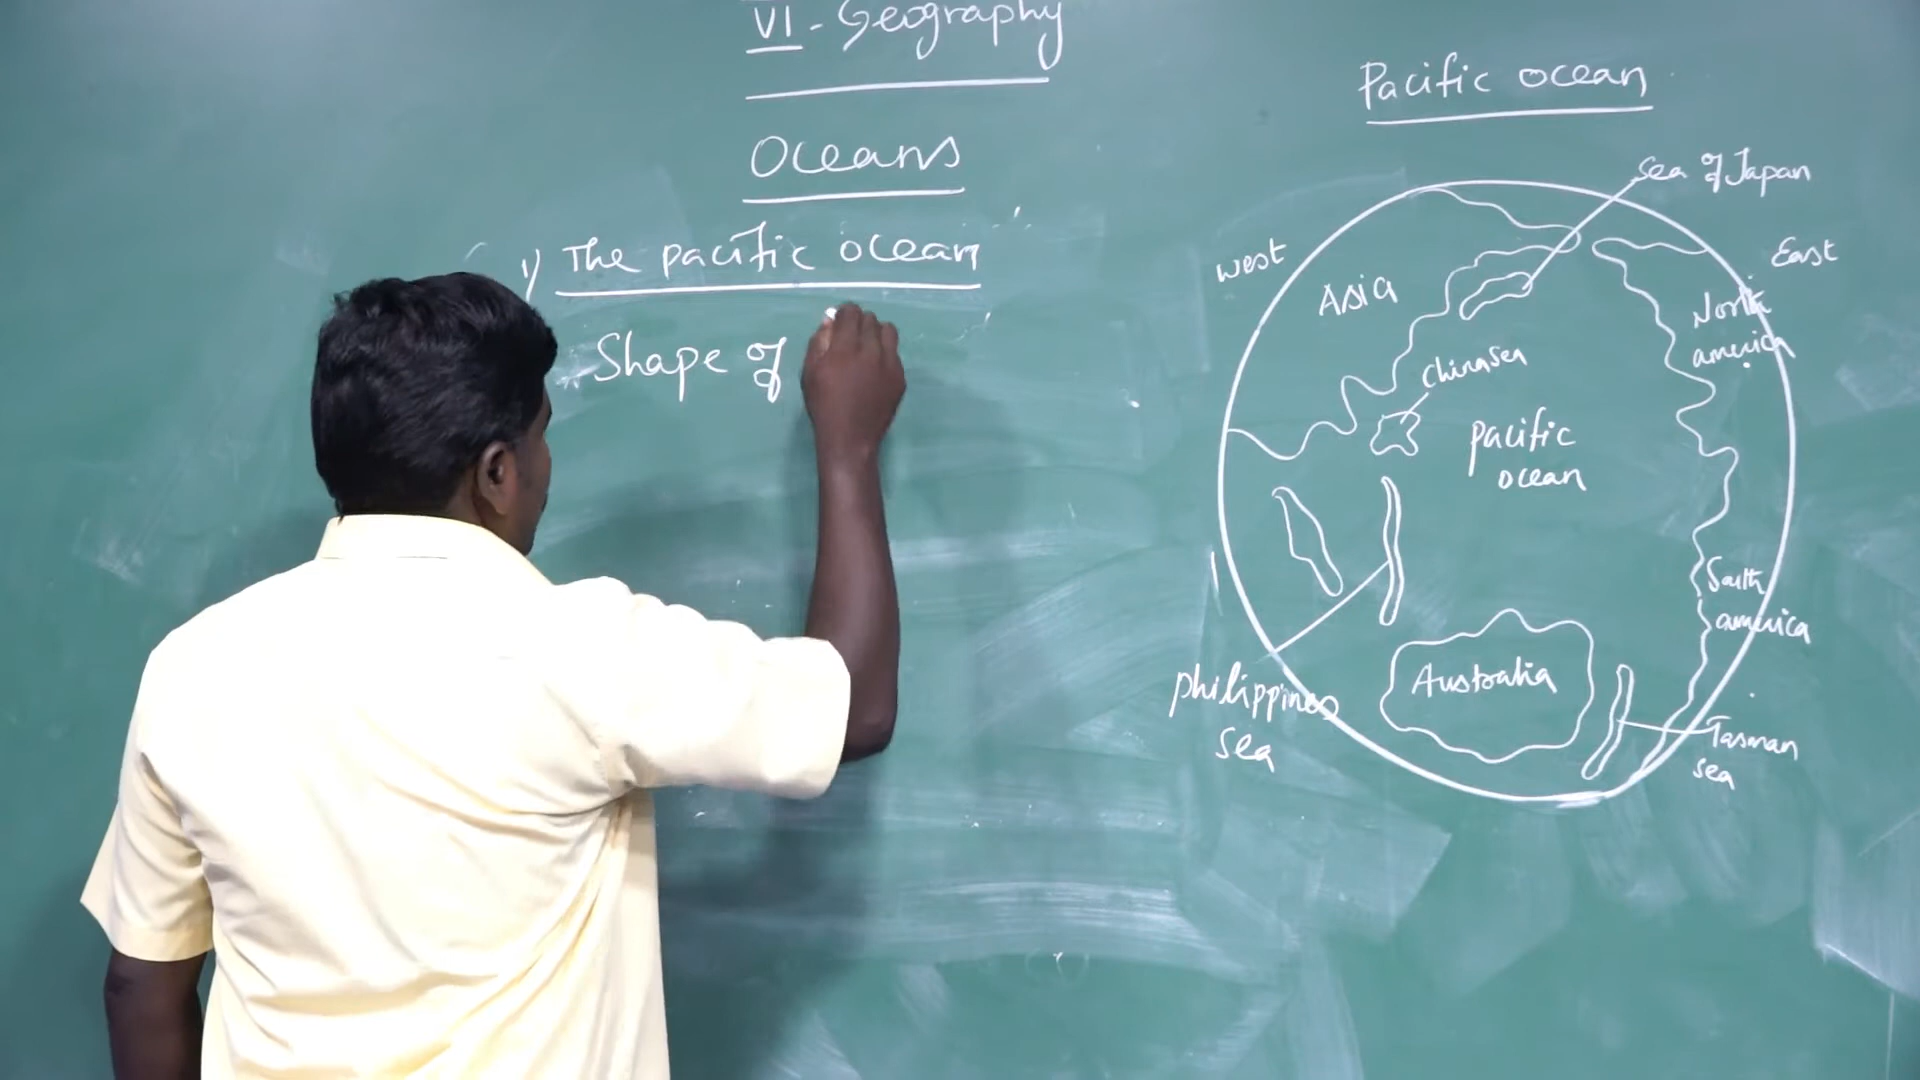 VI - Geography
Oceans
1) The pacific ocean
Shape of
Pacific ocean
sea of Japan
west
East
Asia
North
america
china sea
pacific
ocean
South
america
Australia
philippines
sea
Tasman
sea